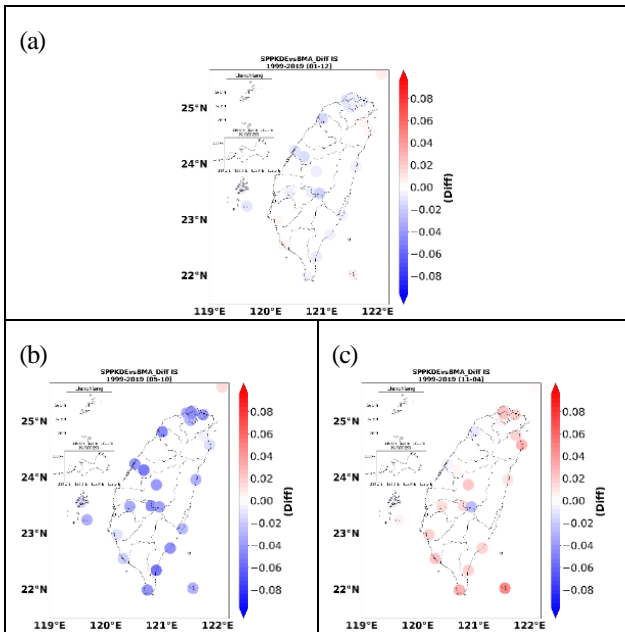 (a)
SPPKDEvsBMA_Diff IS
1999-2019 (01-12)
25°N
24°N
23°N
22°N
119°E 120°E 121°E 122°E
0.08
0.06
0.04
0.02
0.00
−0.02
−0.04
−0.06
−0.08
(Diff)
(b)
SPPKDEvsBMA_Diff IS
1999-2019 (05-10)
25°N
24°N
23°N
22°N
119°E 120°E 121°E 122°E
0.08
0.06
0.04
0.02
0.00
−0.02
−0.04
−0.06
−0.08
(Diff)
(c)
SPPKDEvsBMA_Diff IS
1999-2019 (11-04)
25°N
24°N
23°N
22°N
119°E 120°E 121°E 122°E
0.08
0.06
0.04
0.02
0.00
−0.02
−0.04
−0.06
−0.08
(Diff)